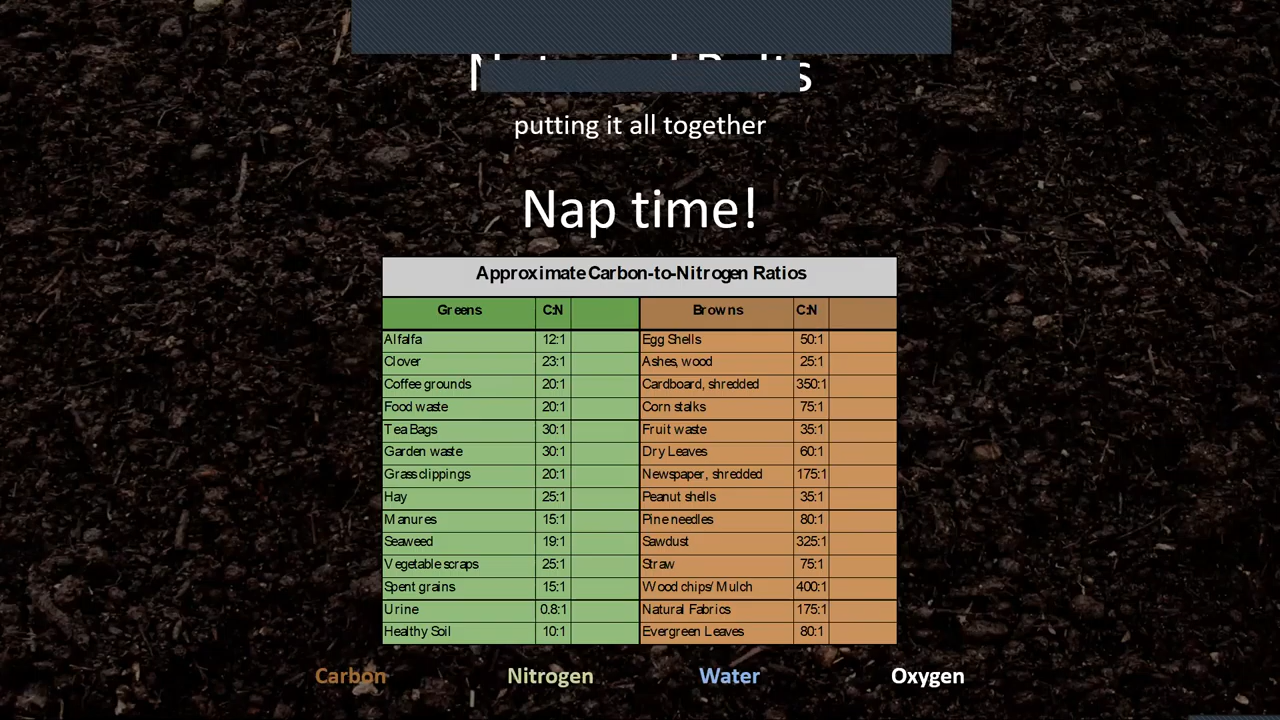 putting it all together
Nap time!
Approximate Carbon-to-Nitrogen Ratios
Greens C:N Browns C:N
Alfalfa 12:1 Egg Shells 50:1
Clover 23:1 Ashes, wood 25:1
Coffee grounds 20:1 Cardboard, shredded 350:1
Food waste 20:1 Corn stalks 75:1
Tea Bags 30:1 Fruit waste 35:1
Garden waste 30:1 Dry Leaves 60:1
Grass clippings 20:1 Newspaper, shredded 175:1
Hay 25:1 Peanut shells 35:1
Manures 15:1 Pine needles 80:1
Seaweed 19:1 Sawdust 325:1
Vegetable scraps 25:1 Straw 75:1
Spent grains 15:1 Wood chips/ Mulch 400:1
Urine 0.8:1 Natural Fabrics 175:1
Healthy Soil 10:1 Evergreen Leaves 80:1
Carbon Nitrogen Water Oxygen